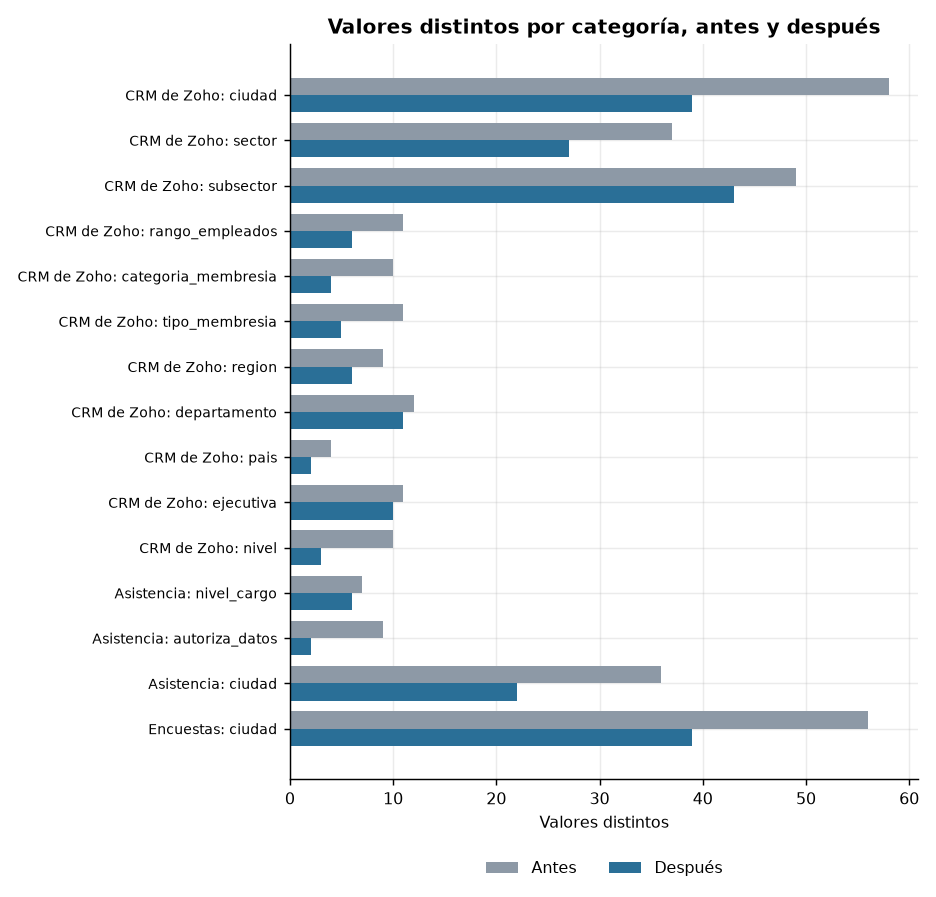 Valores distintos por categoría, antes y después
CRM de Zoho: ciudad
CRM de Zoho: sector
CRM de Zoho: subsector
CRM de Zoho: rango_empleados
CRM de Zoho: categoria_membresia
CRM de Zoho: tipo_membresia
CRM de Zoho: region
CRM de Zoho: departamento
CRM de Zoho: pais
CRM de Zoho: ejecutiva
CRM de Zoho: nivel
Asistencia: nivel_cargo
Asistencia: autoriza_datos
Asistencia: ciudad
Encuestas: ciudad
0 10 20 30 40 50 60
Valores distintos
Antes Después